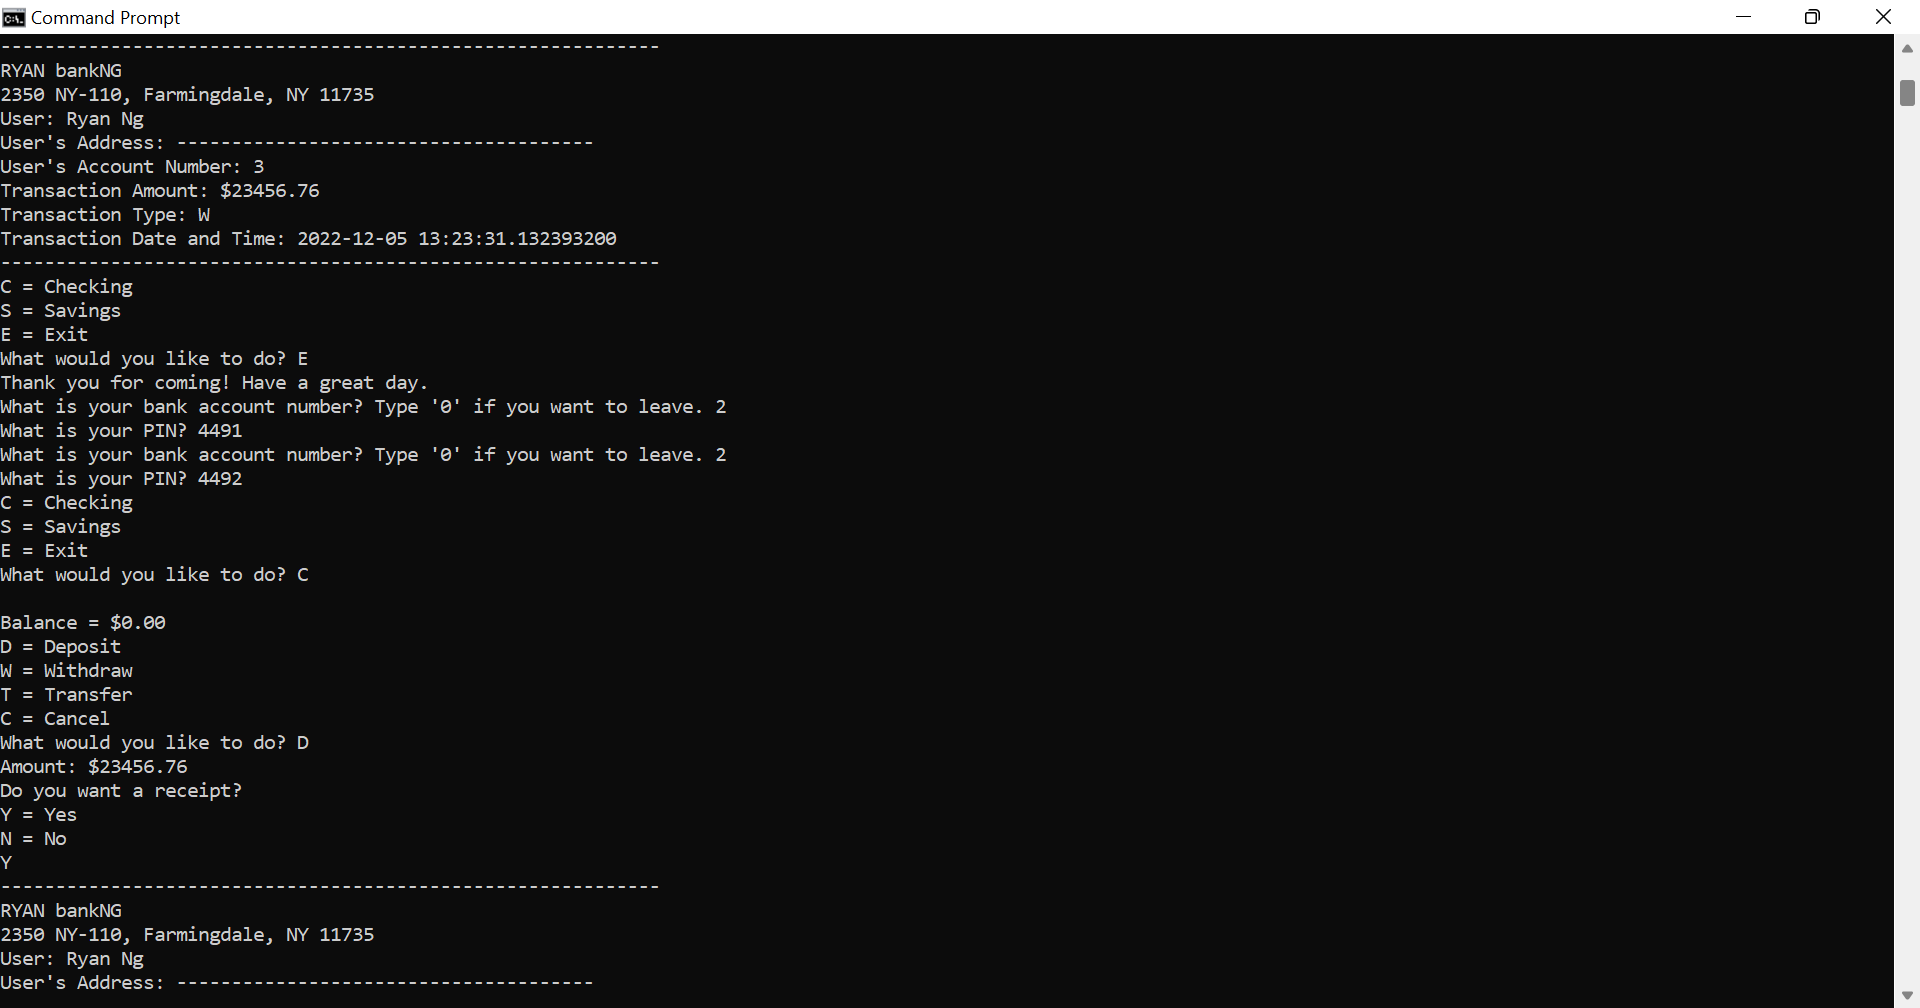 Command Prompt
------------------------------------------------------------
RYAN bankNG
2350 NY-110, Farmingdale, NY 11735
User: Ryan Ng
User's Address: --------------------------------------
User's Account Number: 3
Transaction Amount: $23456.76
Transaction Type: W
Transaction Date and Time: 2022-12-05 13:23:31.132393200
------------------------------------------------------------
C = Checking
S = Savings
E = Exit
What would you like to do? E
Thank you for coming! Have a great day.
What is your bank account number? Type '0' if you want to leave. 2
What is your PIN? 4491
What is your bank account number? Type '0' if you want to leave. 2
What is your PIN? 4492
C = Checking
S = Savings
E = Exit
What would you like to do? C
Balance = $0.00
D = Deposit
W = Withdraw
T = Transfer
C = Cancel
What would you like to do? D
Amount: $23456.76
Do you want a receipt?
Y = Yes
N = No
Y
------------------------------------------------------------
RYAN bankNG
2350 NY-110, Farmingdale, NY 11735
User: Ryan Ng
User's Address: --------------------------------------